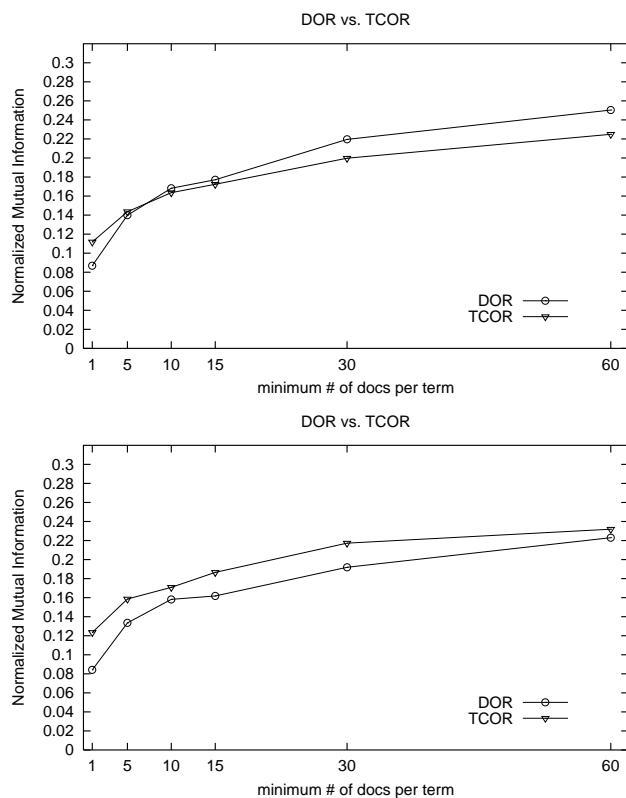 DOR vs. TCOR
Normalized Mutual Information
0.3
0.28
0.26
0.24
0.22
0.2
0.18
0.16
0.14
0.12
0.1
0.08
0.06
0.04
0.02
0
DOR
TCOR
1 5 10 15 30 60
minimum # of docs per term
DOR vs. TCOR
Normalized Mutual Information
0.3
0.28
0.26
0.24
0.22
0.2
0.18
0.16
0.14
0.12
0.1
0.08
0.06
0.04
0.02
0
DOR
TCOR
1 5 10 15 30 60
minimum # of docs per term